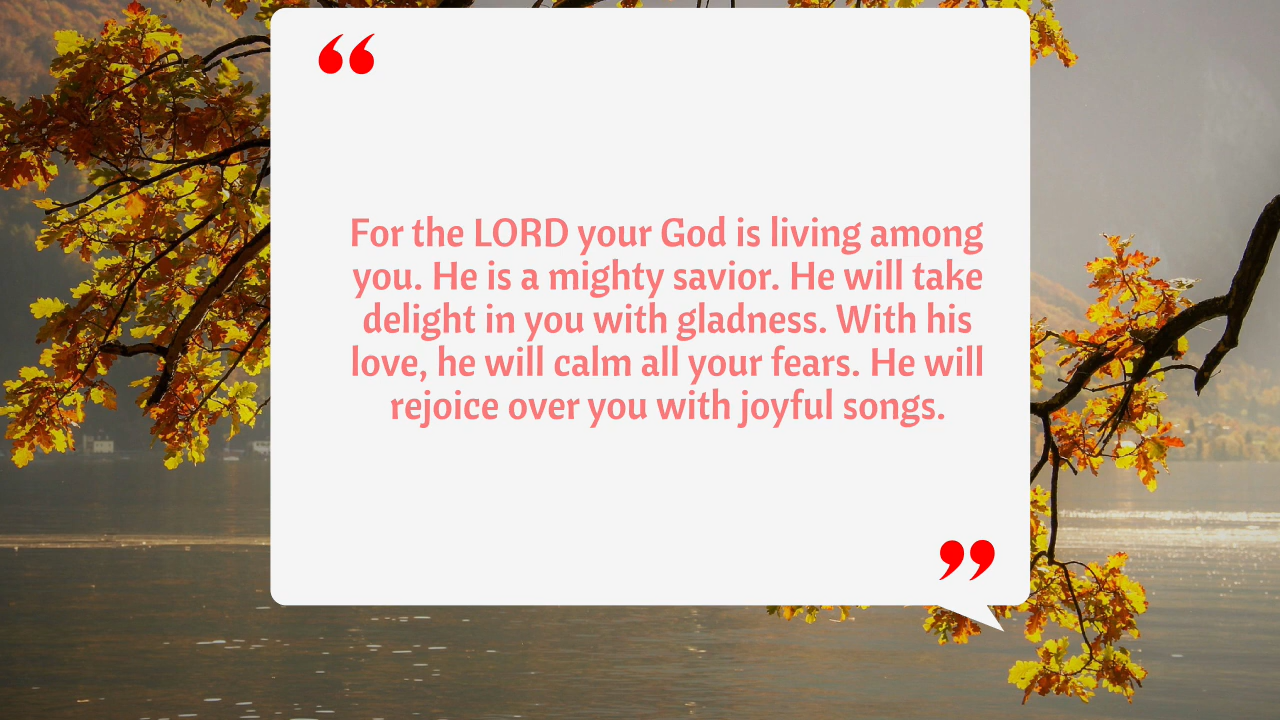 “
For the LORD your God is living among
you. He is a mighty savior. He will take
delight in you with gladness. With his
love, he will calm all your fears. He will
rejoice over you with joyful songs.
”